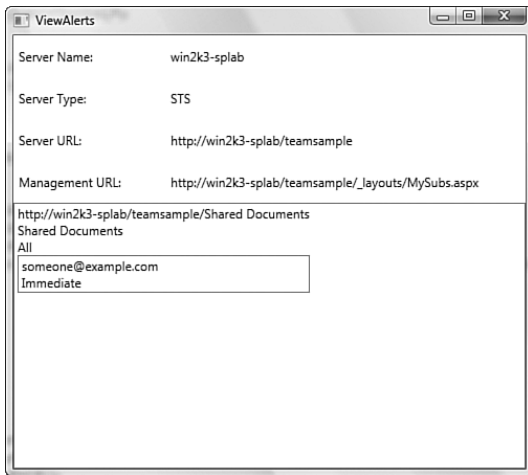 ViewAlerts
Server Name: win2k3-splab
Server Type: STS
Server URL: http://win2k3-splab/teamsample
Management URL: http://win2k3-splab/teamsample/_layouts/MySubs.aspx
http://win2k3-splab/teamsample/Shared Documents
Shared Documents
All
someone@example.com
Immediate